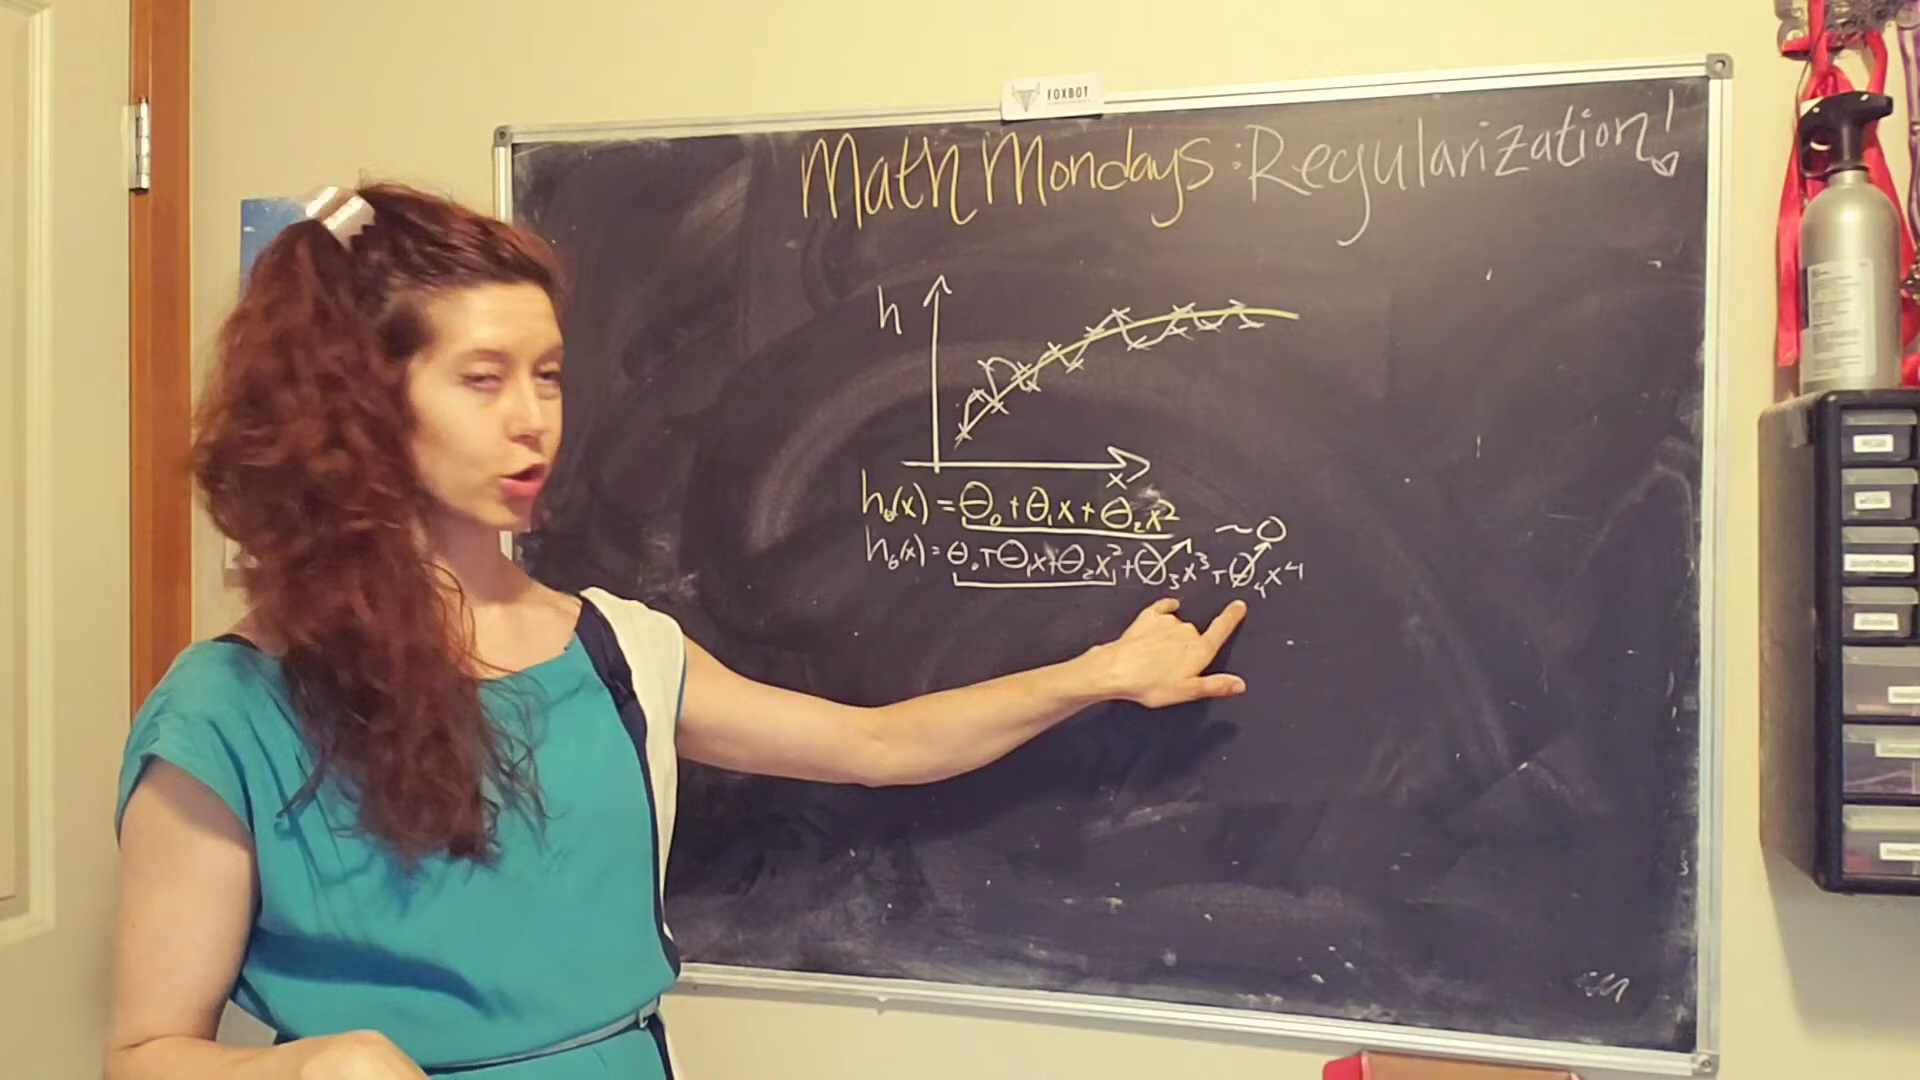 FOXBOT
Math Mondays: Regularization!
h
x
hθ(x) = θ₀ + θ₁x + θ₂x²
~0
hθ(x) = θ₀ + θ₁x + θ₂x² + θ₃x³ + θ₄x⁴